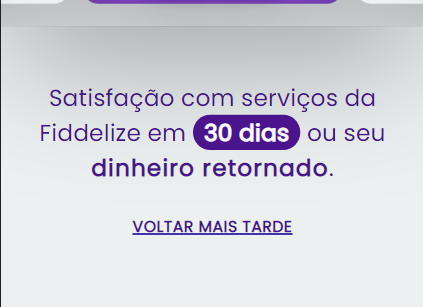 Satisfação com serviços da
Fiddelize em 30 dias ou seu
dinheiro retornado.
VOLTAR MAIS TARDE